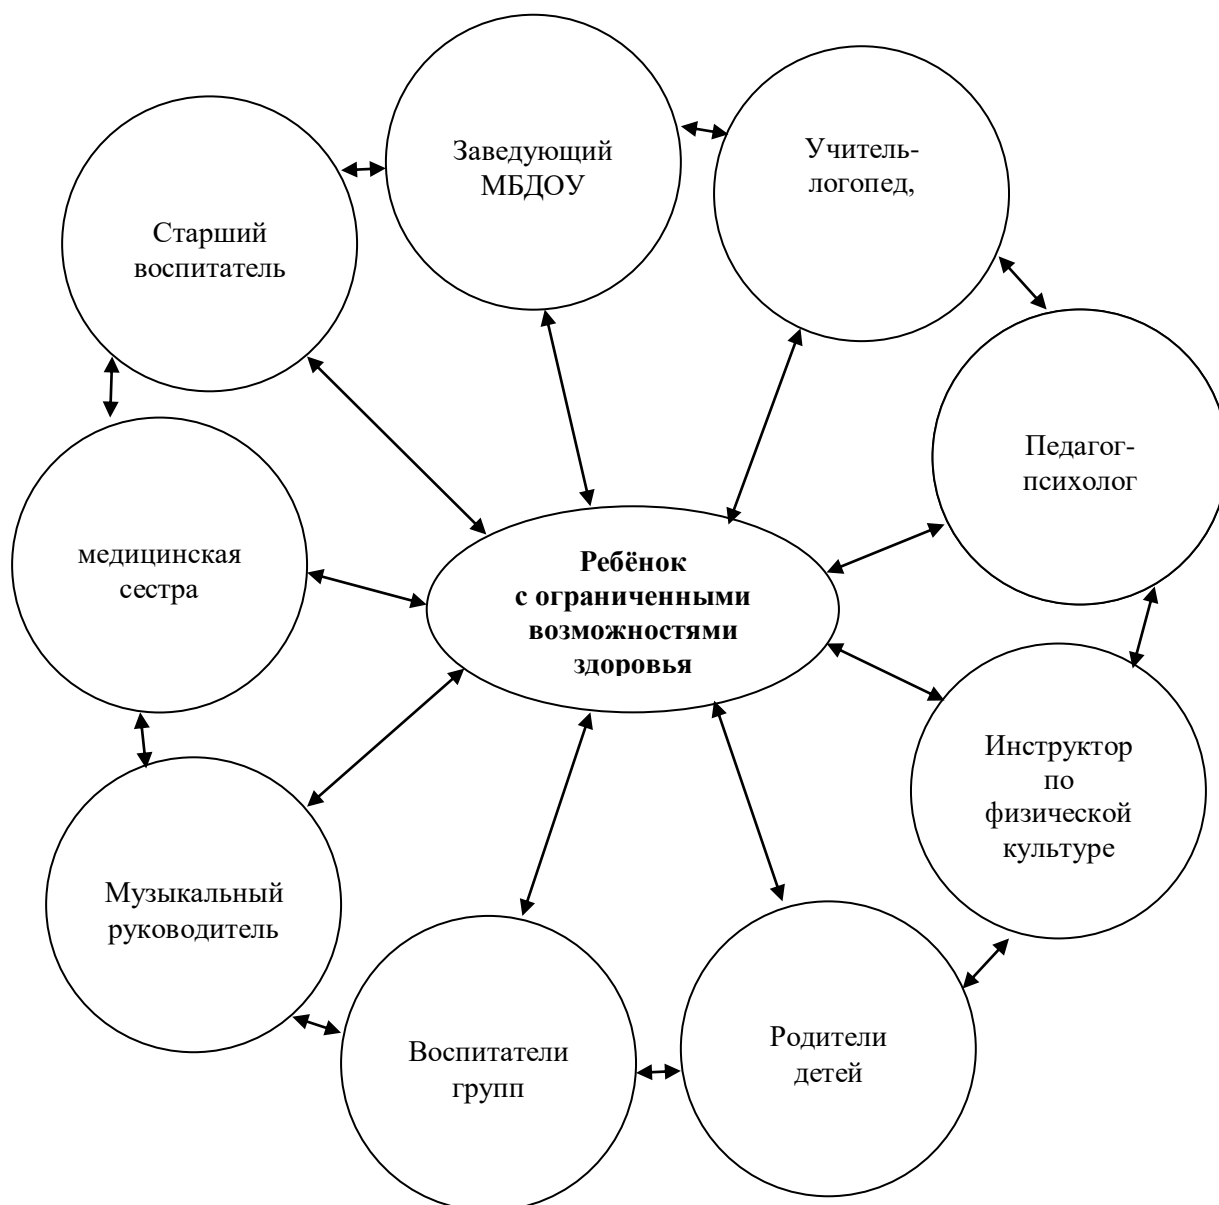 Заведующий
МБДОУ
Учитель-
логопед,
Старший
воспитатель
Педагог-
психолог
медицинская
сестра
Ребёнок
с ограниченными
возможностями
здоровья
Инструктор
по
физической
культуре
Музыкальный
руководитель
Воспитатели
групп
Родители
детей